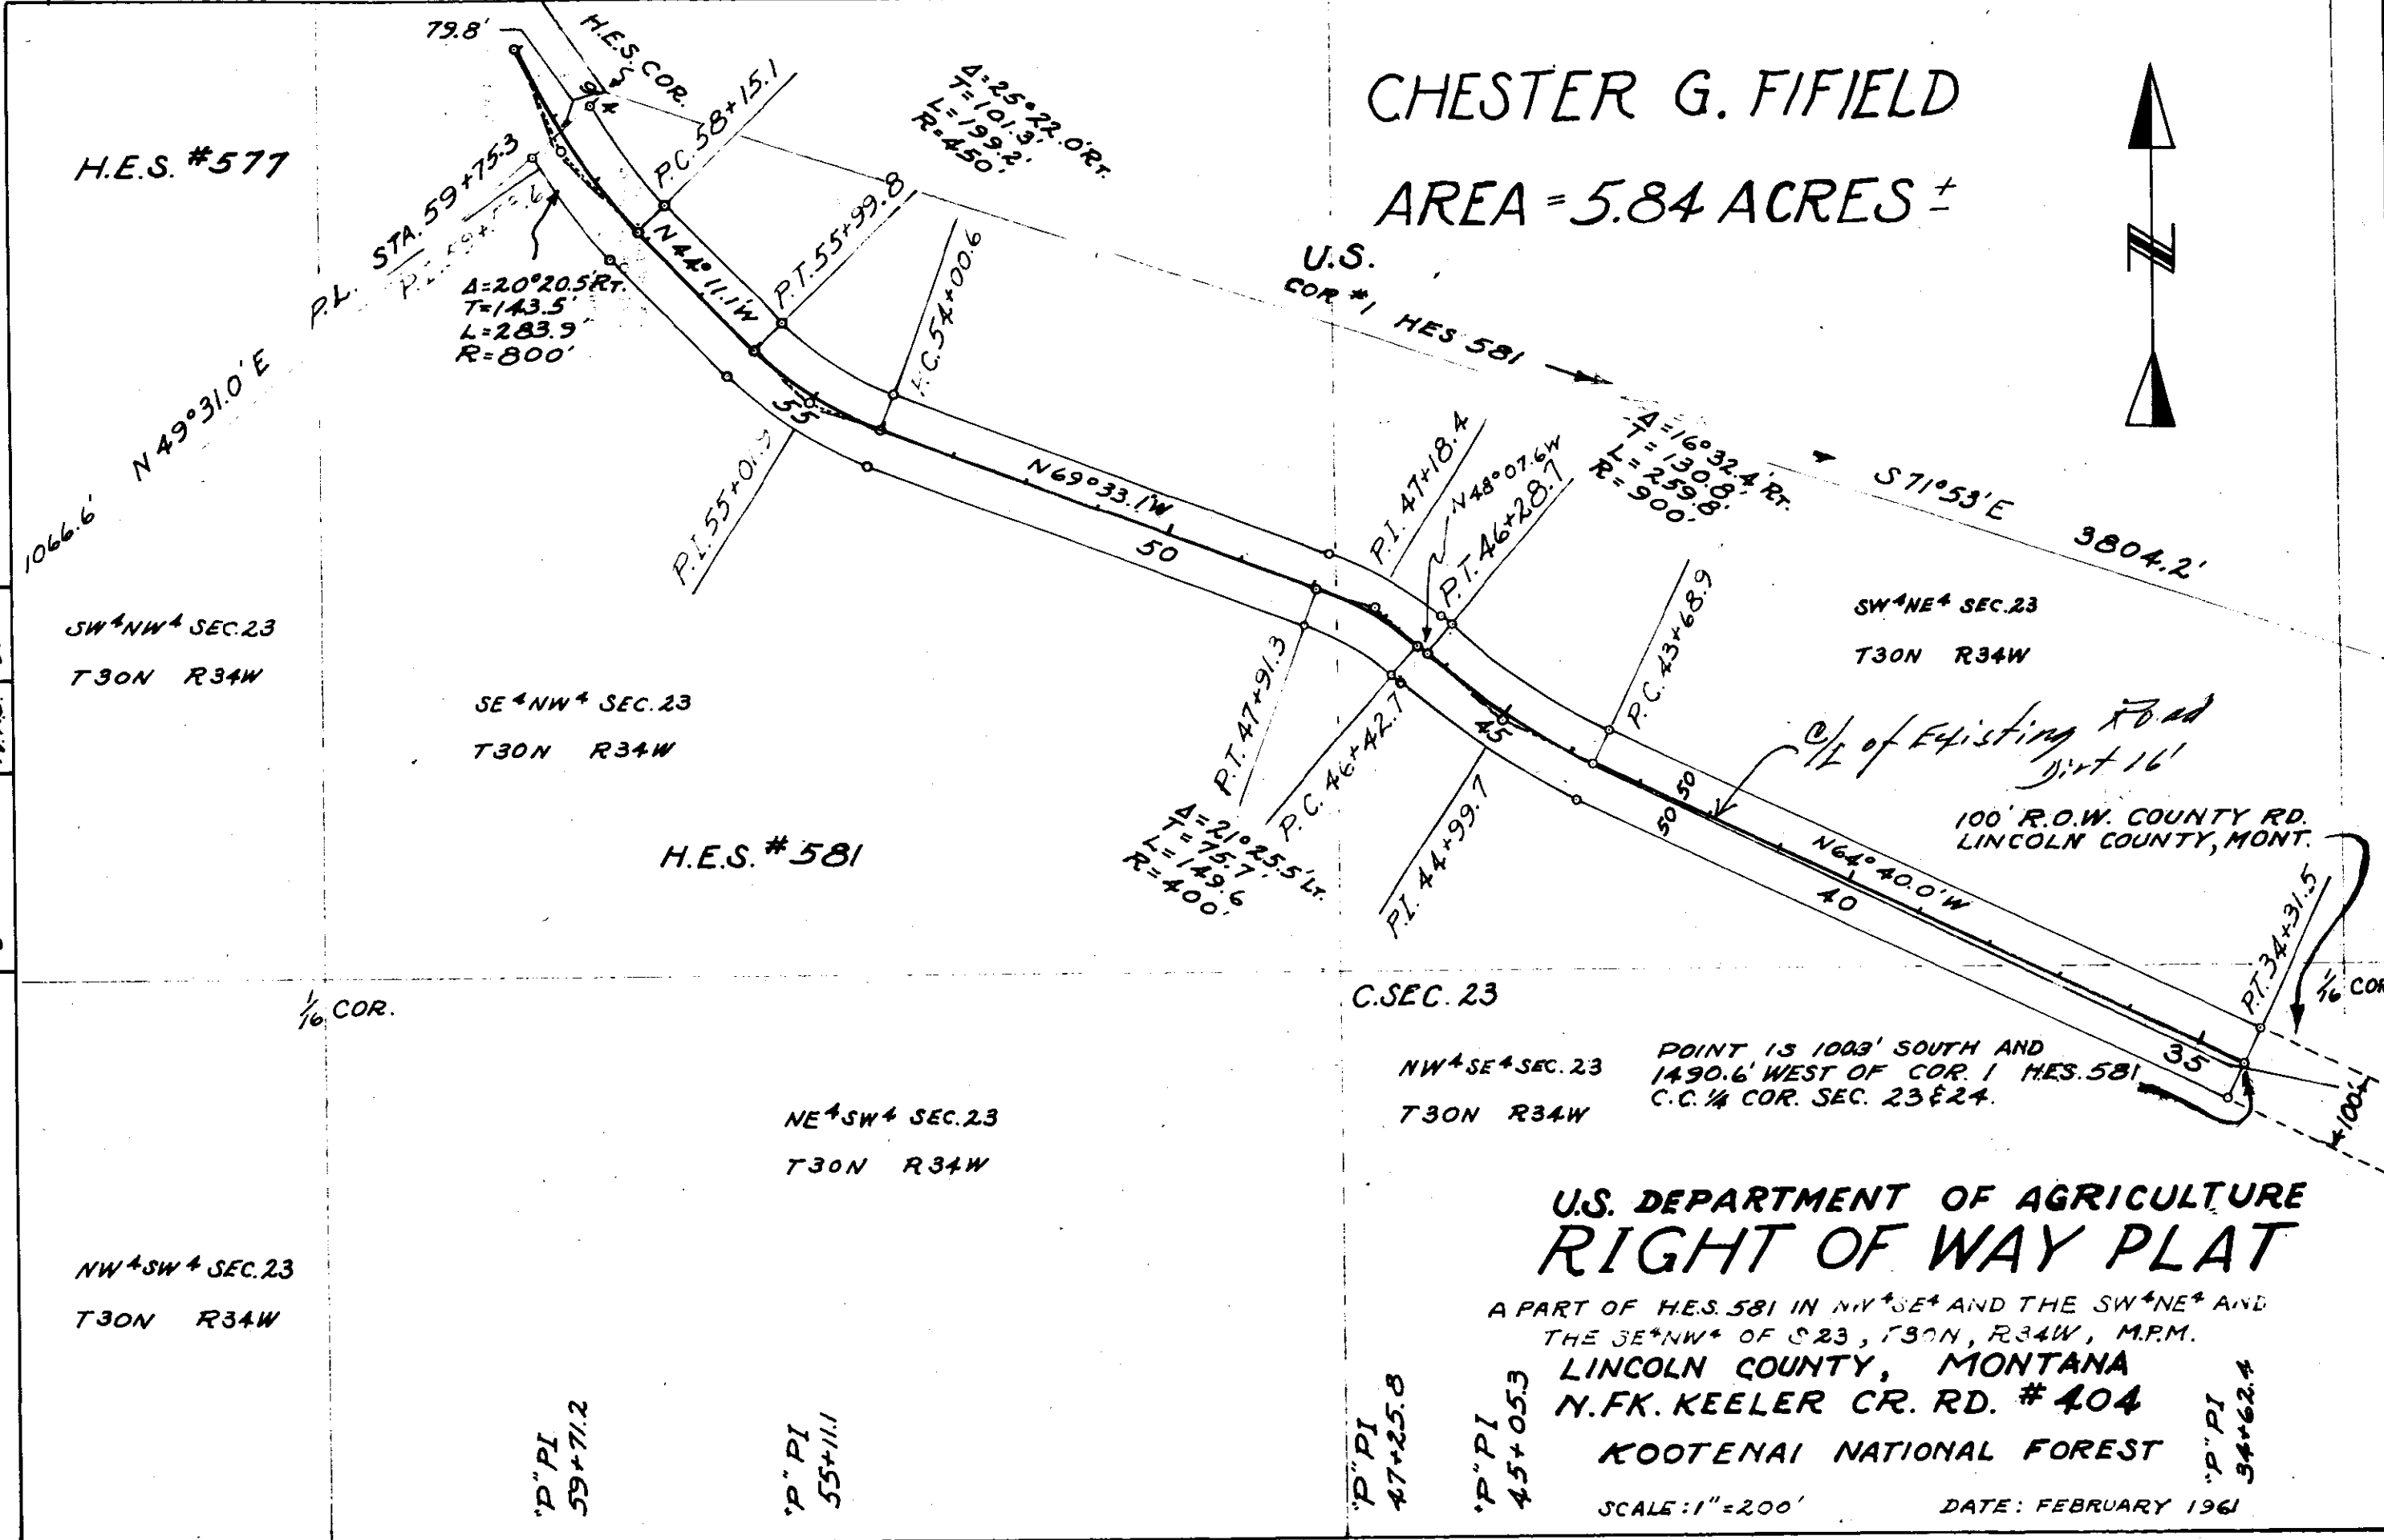 CHESTER G. FIFIELD
AREA = 5.84 ACRES ±
79.8'
H.E.S. COR.
5
H.E.S. #577
P.L. STA. 59+75.3
P.C. 58+15.1
Δ=25°22.0' RT.
T=101.3'
L=199.2'
R=450'
P.T. 55+99.8
N44°11.1'W
54+00.6
Δ=20°20.5' RT.
T=143.5'
L=283.9'
R=800'
1066.6' N 49°31.0' E
U.S.
COR #1 HES 581
S 71°53' E 3804.2'
55
P.I. 55+01.9
N69°33.1'W
50
P.I. 47+18.4
N48°07.6'W
P.T. 46+28.7
Δ=16°32.4' RT.
T=130.8'
L=259.8'
R=900'
P.C. 43+68.9
SW⁴NE⁴ SEC.23
T30N R34W
SW⁴NW⁴ SEC.23
T30N R34W
SE⁴NW⁴ SEC.23
T30N R34W
H.E.S. #581
P.T. 47+91.3
P.C. 46+42.7
Δ=21°25.5' LT.
T=75.7'
L=149.6
R=400'
45
P.I. 44+99.7
50 50
C/L of Existing Road
Dirt 16'
100' R.O.W. COUNTY RD.
LINCOLN COUNTY, MONT.
N64°40.0'W
40
P.T. 34+31.5
35
100'
1/16 COR.
C.SEC. 23
1/16 COR
NW⁴SE⁴ SEC.23
T30N R34W
POINT IS 100.3' SOUTH AND
1490.6' WEST OF COR. 1 HES.581
C.C. 1/4 COR. SEC. 23 & 24.
NE⁴SW⁴ SEC.23
T30N R34W
NW⁴SW⁴ SEC.23
T30N R34W
U.S. DEPARTMENT OF AGRICULTURE
RIGHT OF WAY PLAT
A PART OF H.E.S. 581 IN NW⁴SE⁴ AND THE SW⁴NE⁴ AND
THE SE⁴NW⁴ OF S23, T30N, R34W, M.P.M.
LINCOLN COUNTY, MONTANA
N.FK. KEELER CR. RD. #404
KOOTENAI NATIONAL FOREST
SCALE: 1"=200' DATE: FEBRUARY 1961
"P" PI
59+71.2
"P" PI
55+11.1
"P" PI
47+25.8
"P" PI
45+05.3
"P" PI
34+62.4